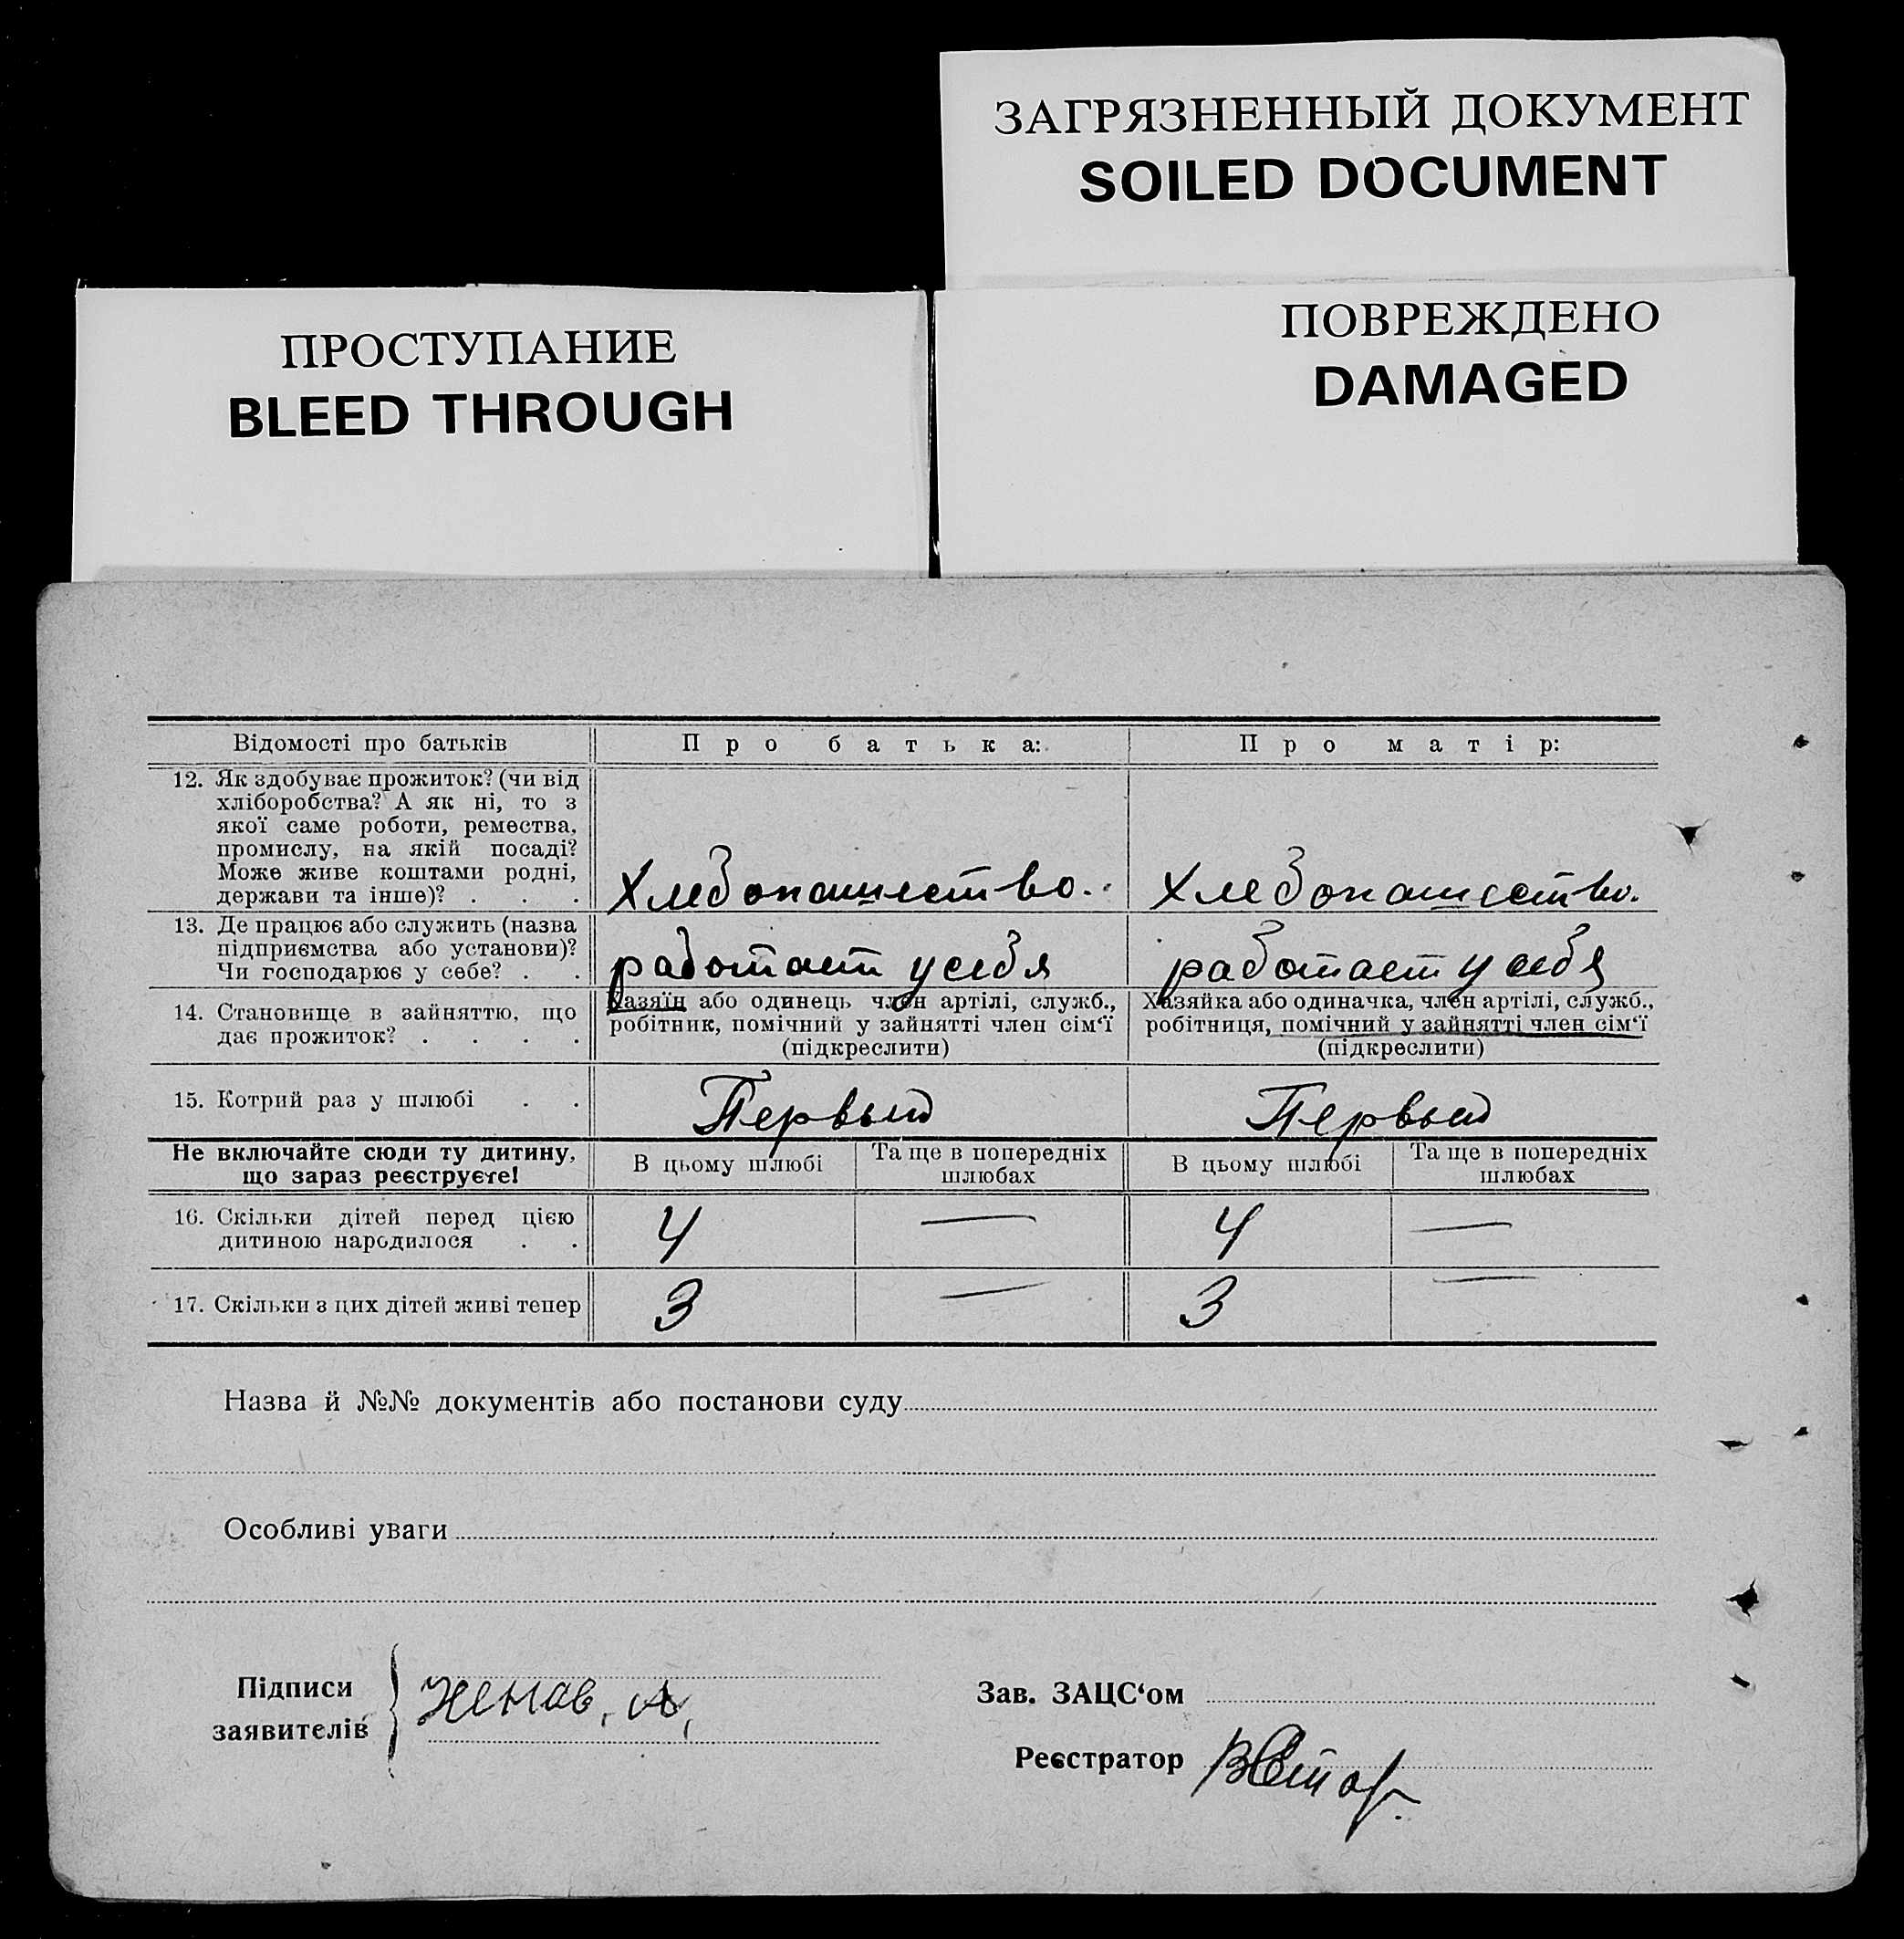 ЗАГРЯЗНЕННЫЙ ДОКУМЕНТ
SOILED DOCUMENT
ПРОСТУПАНИЕ
BLEED THROUGH
ПОВРЕЖДЕНО
DAMAGED
Відомості про батьків
Про батька:
Про матір:
12. Як здобуває прожиток? (чи від
хліборобства? А як ні, то з
якої саме роботи, ремества,
промислу, на якій посаді?
Може живе коштами родні,
держави та інше)? . . .
Хлебопашество.
Хлебопашество.
13. Де працює або служить (назва
підприємства або установи)?
Чи господарює у себе? . .
работает у себя
работает у себя
14. Становище в зайняттю, що
дає прожиток? . . . .
Хазяїн або одинець член артілі, служб.,
робітник, помічний у зайнятті член сім‘ї
(підкреслити)
Хазяйка або одиначка, член артілі, служб.,
робітниця, помічний у зайнятті член сім‘ї
(підкреслити)
15. Котрий раз у шлюбі . .
Первый
Первый
Не включайте сюди ту дитину,
що зараз реєструєте!
В цьому шлюбі
Та ще в попередніх
шлюбах
В цьому шлюбі
Та ще в попередніх
шлюбах
16. Скільки дітей перед цією
дитиною народилося . .
4 — 4 —
17. Скільки з цих дітей живі тепер
3 — 3 —
Назва й №№ документів або постанови суду
Особливі уваги
Підписи
заявителів
Зав. ЗАЦС‘ом
Реєстратор